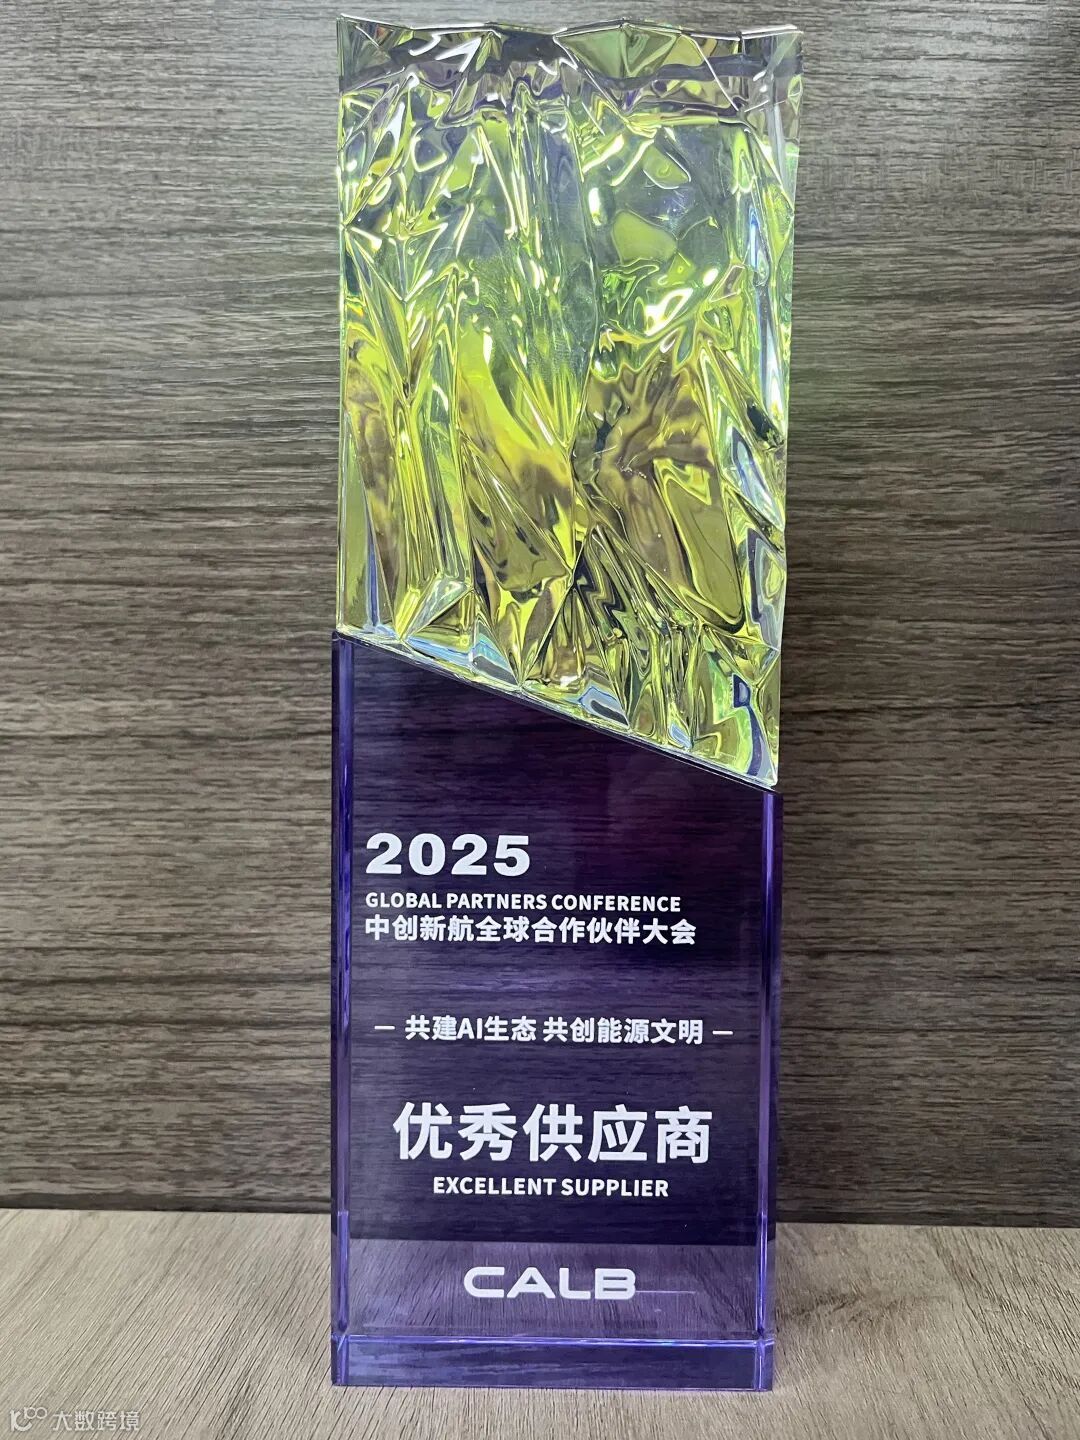 2025
GLOBAL PARTNERS CONFERENCE
中创新航全球合作伙伴大会
— 共建AI生态 共创能源文明 —
优秀供应商
EXCELLENT SUPPLIER
CALB
大数跨境